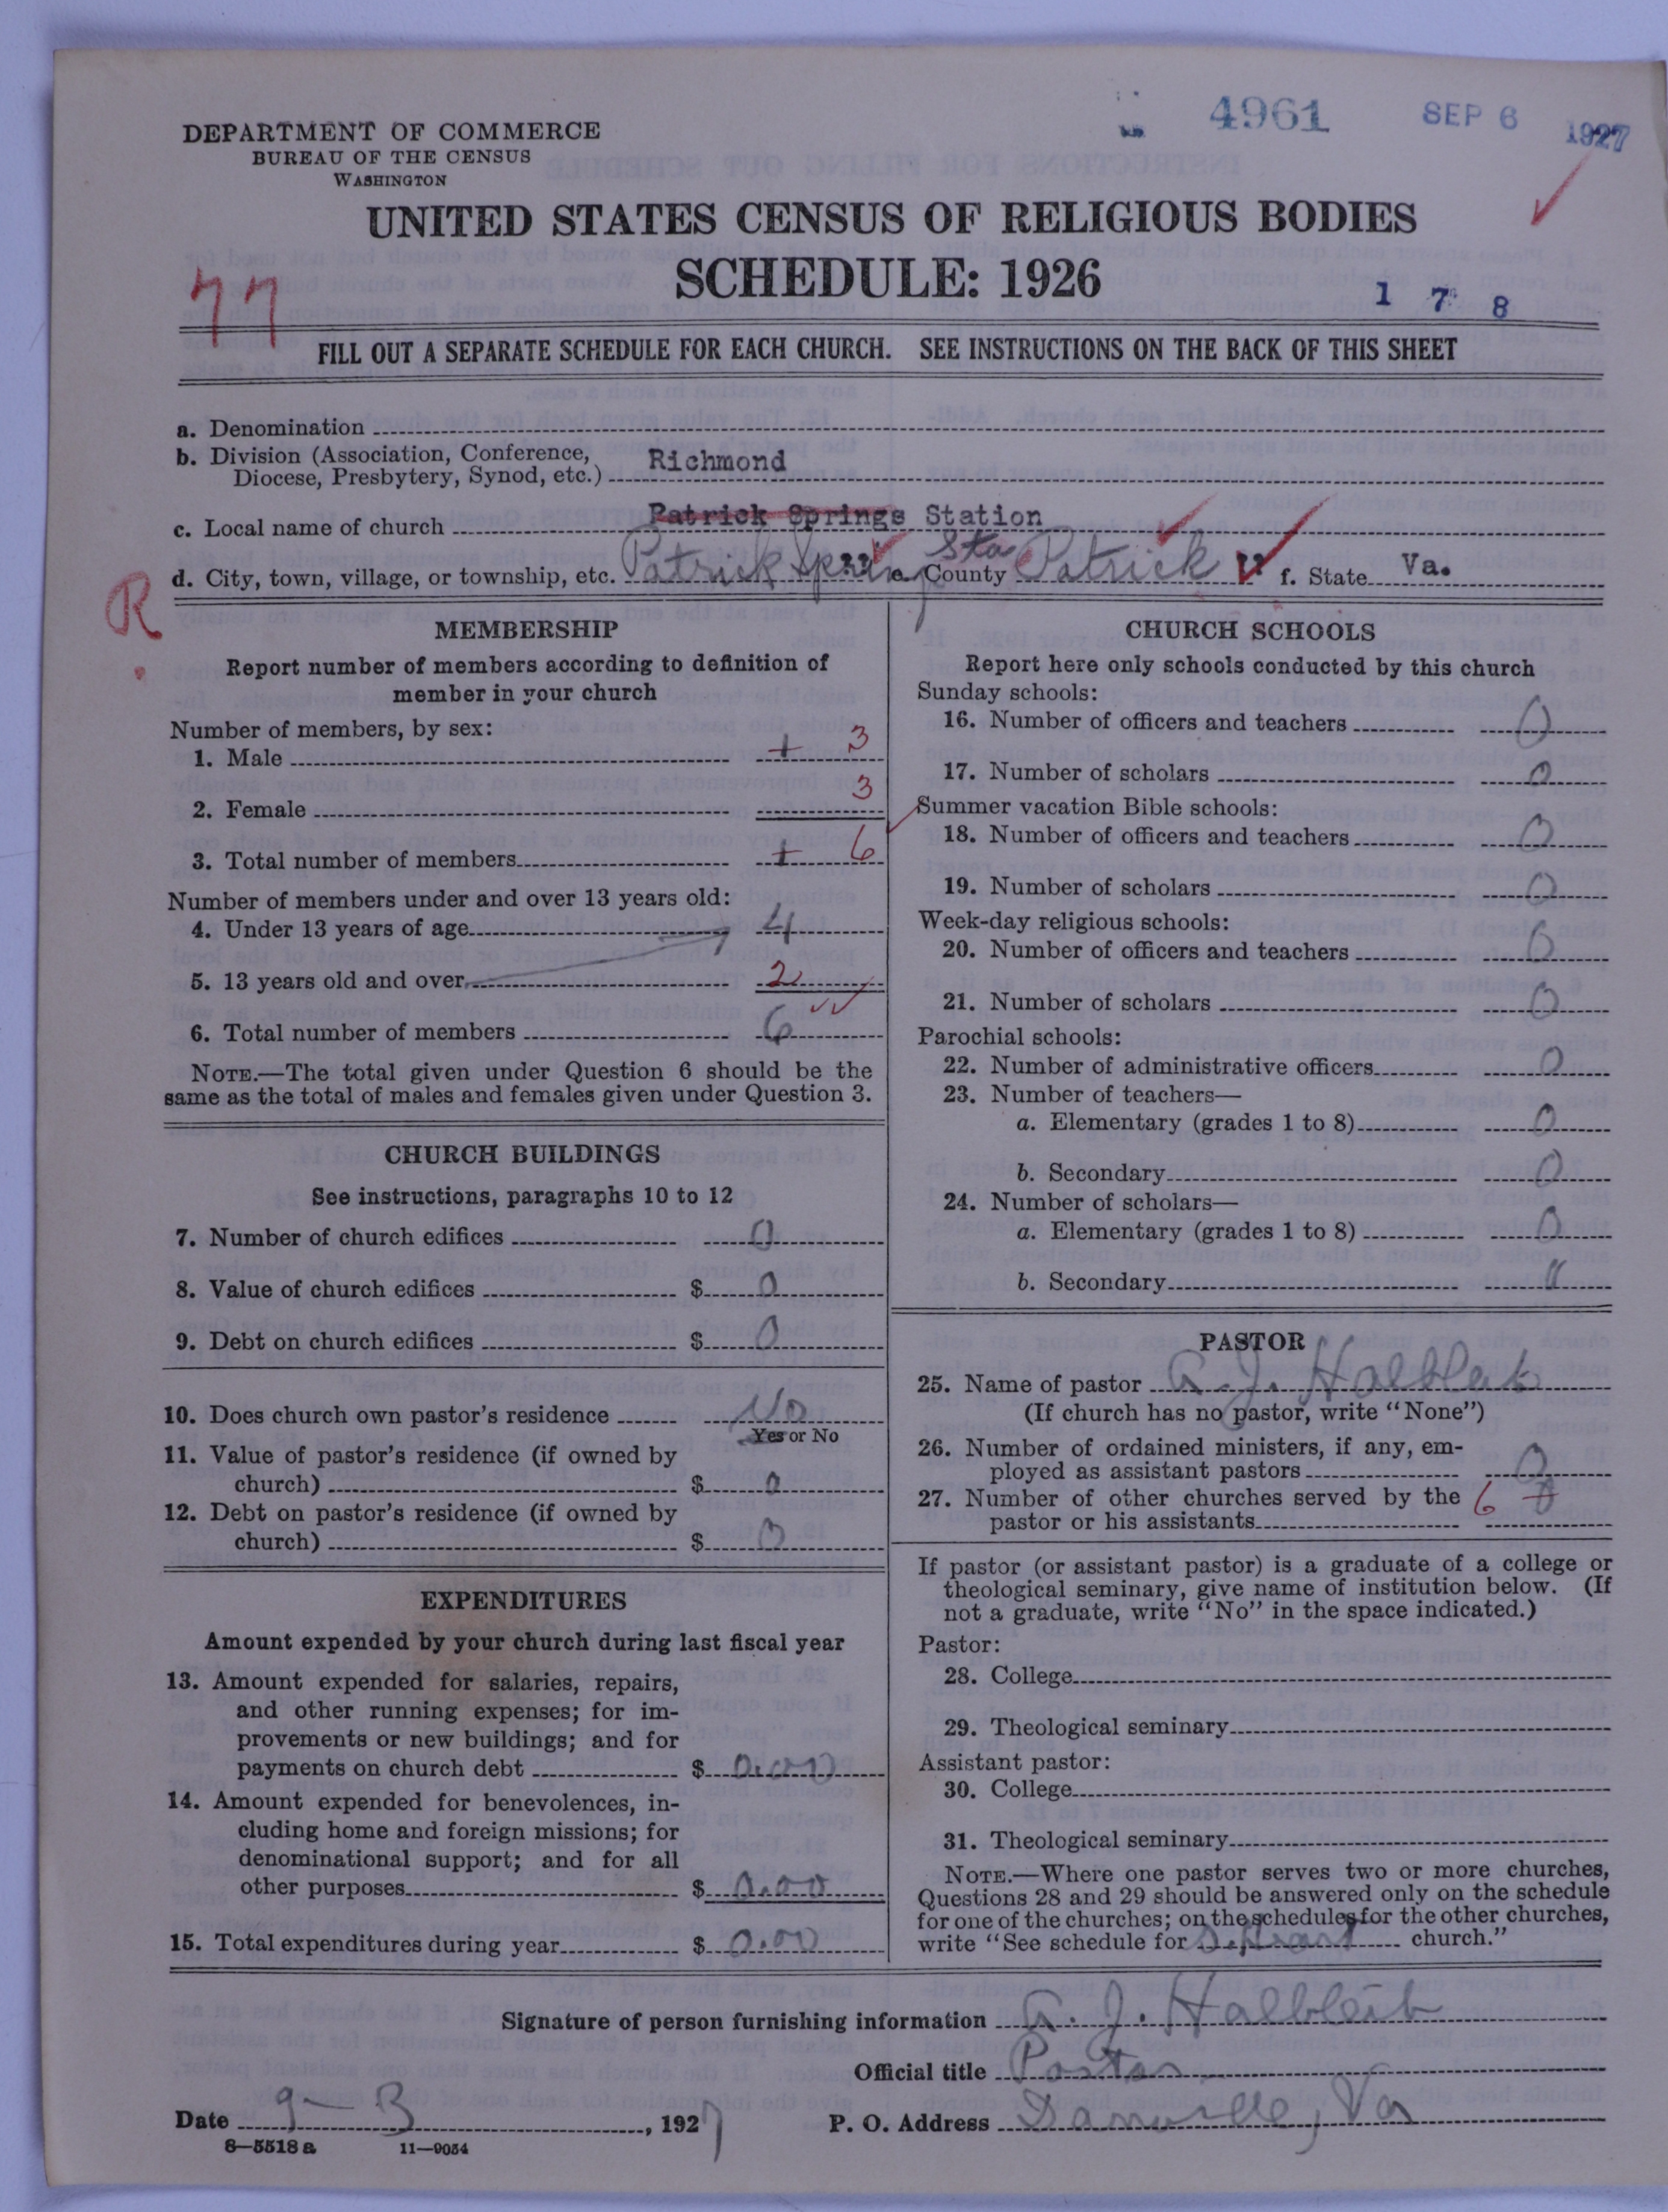 4961 SEP 6 1927
DEPARTMENT OF COMMERCE
BUREAU OF THE CENSUS
WASHINGTON
UNITED STATES CENSUS OF RELIGIOUS BODIES
SCHEDULE: 1926
77
1 7 8
FILL OUT A SEPARATE SCHEDULE FOR EACH CHURCH. SEE INSTRUCTIONS ON THE BACK OF THIS SHEET
a. Denomination
b. Division (Association, Conference, Diocese, Presbytery, Synod, etc.) Richmond
c. Local name of church Patrick Springs Station
d. City, town, village, or township, etc. Patrick Springs Sta e. County Patrick f. State Va.
R
MEMBERSHIP
Report number of members according to definition of
member in your church
Number of members, by sex:
1. Male + 3
2. Female 3
3. Total number of members + 6
Number of members under and over 13 years old:
4. Under 13 years of age 4
5. 13 years old and over 2
6. Total number of members 6
NOTE.—The total given under Question 6 should be the
same as the total of males and females given under Question 3.
CHURCH BUILDINGS
See instructions, paragraphs 10 to 12
7. Number of church edifices 0
8. Value of church edifices $ 0
9. Debt on church edifices $ 0
10. Does church own pastor's residence No
Yes or No
11. Value of pastor's residence (if owned by
church) $ 0
12. Debt on pastor's residence (if owned by
church) $ 0
EXPENDITURES
Amount expended by your church during last fiscal year
13. Amount expended for salaries, repairs,
and other running expenses; for im-
provements or new buildings; and for
payments on church debt $ 0.00
14. Amount expended for benevolences, in-
cluding home and foreign missions; for
denominational support; and for all
other purposes $ 0.00
15. Total expenditures during year $ 0.00
CHURCH SCHOOLS
Report here only schools conducted by this church
Sunday schools:
16. Number of officers and teachers 0
17. Number of scholars 0
Summer vacation Bible schools:
18. Number of officers and teachers 0
19. Number of scholars 0
Week-day religious schools:
20. Number of officers and teachers 0
21. Number of scholars 0
Parochial schools:
22. Number of administrative officers 0
23. Number of teachers—
a. Elementary (grades 1 to 8) 0
b. Secondary 0
24. Number of scholars—
a. Elementary (grades 1 to 8) 0
b. Secondary 0
PASTOR
25. Name of pastor A. J. Halbleib
(If church has no pastor, write "None")
26. Number of ordained ministers, if any, em-
ployed as assistant pastors 0
27. Number of other churches served by the
pastor or his assistants 6
If pastor (or assistant pastor) is a graduate of a college or
theological seminary, give name of institution below. (If
not a graduate, write "No" in the space indicated.)
Pastor:
28. College
29. Theological seminary
Assistant pastor:
30. College
31. Theological seminary
NOTE.—Where one pastor serves two or more churches,
Questions 28 and 29 should be answered only on the schedule
for one of the churches; on the schedules for the other churches,
write "See schedule for S. Heart church."
Signature of person furnishing information A. J. Halbleib
Official title Pastor
Date 9-3, 1927 P. O. Address Danville, Va
8—5518 a 11—9034